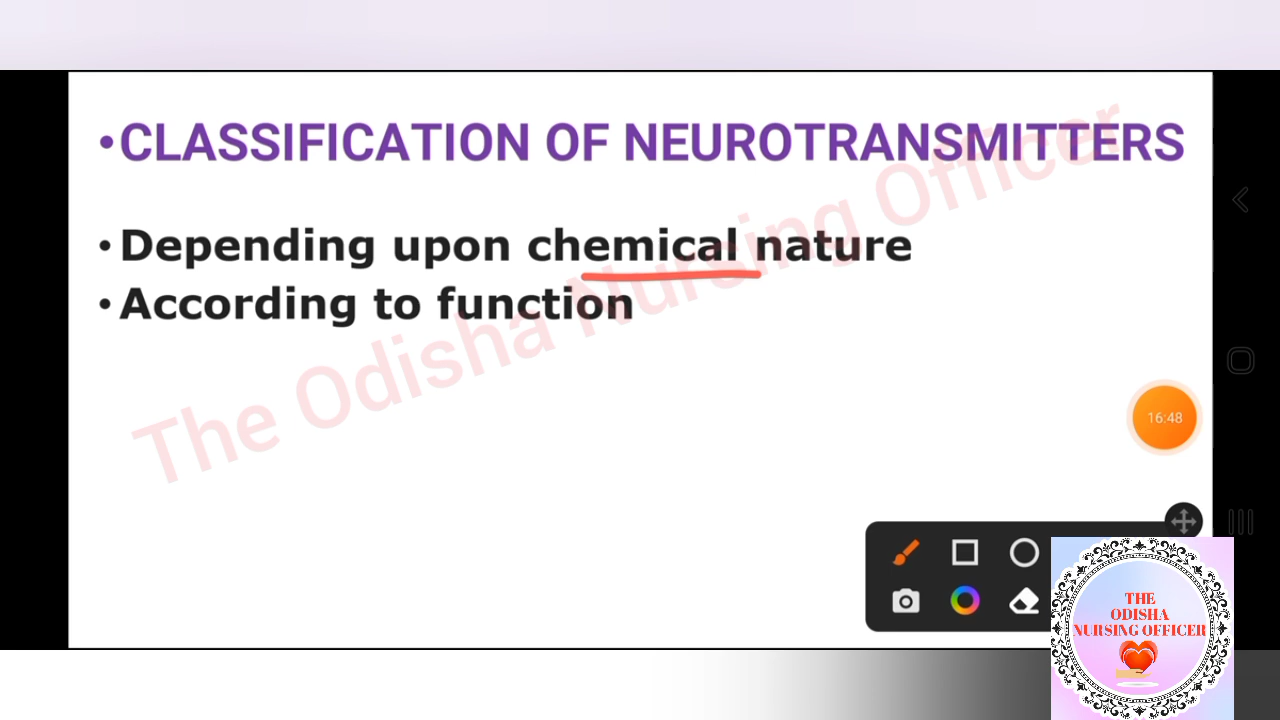 •CLASSIFICATION OF NEUROTRANSMITTERS
•Depending upon chemical nature
•According to function
The Odisha Nursing Officer
16:48
THE
ODISHA
NURSING OFFICER